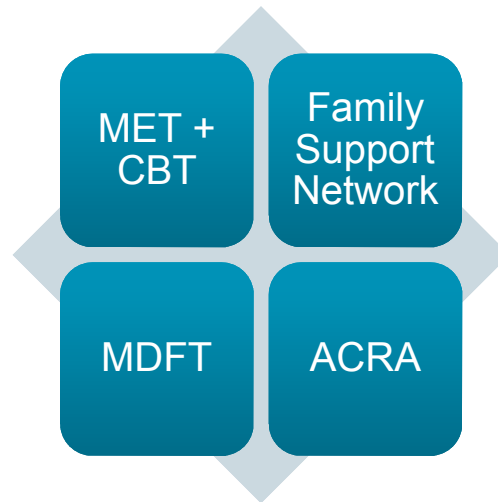 MET +
CBT
Family
Support
Network
MDFT
ACRA